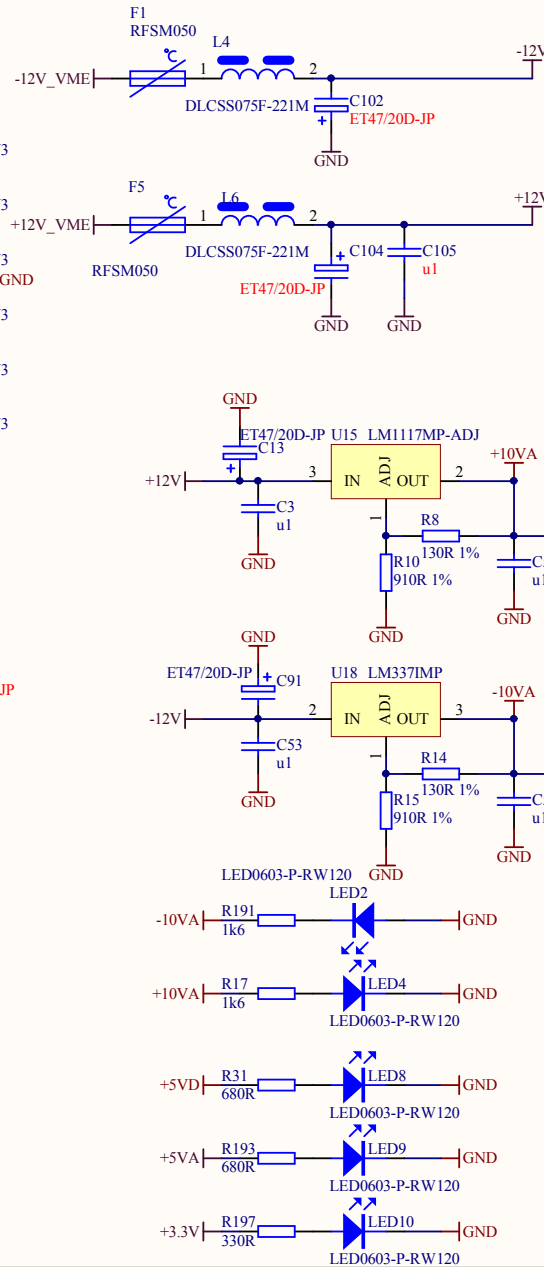 F1
RFSM050
°C
L4
-12V
-12V_VME
1
2
DLCSS075F-221M
C102
+
ET47/20D-JP
GND
F5
°C
L6
+12V
+12V_VME
1
2
RFSM050
DLCSS075F-221M
+
C104
C105
u1
ET47/20D-JP
GND
GND
GND
GND
ET47/20D-JP
U15
LM1117MP-ADJ
C13
+
+10VA
+12V
3
IN
ADJ
OUT
2
C3
u1
1
R8
130R 1%
R10
910R 1%
GND
GND
GND
GND
ET47/20D-JP
+
C91
U18
LM337IMP
-10VA
-12V
2
IN
ADJ
OUT
3
C53
u1
1
R14
130R 1%
R15
910R 1%
GND
GND
GND
LED0603-P-RW120
LED2
-10VA
R191
1k6
GND
+10VA
R17
1k6
LED4
GND
LED0603-P-RW120
+5VD
R31
680R
LED8
GND
LED0603-P-RW120
+5VA
R193
680R
LED9
GND
LED0603-P-RW120
+3.3V
R197
330R
LED10
GND
LED0603-P-RW120